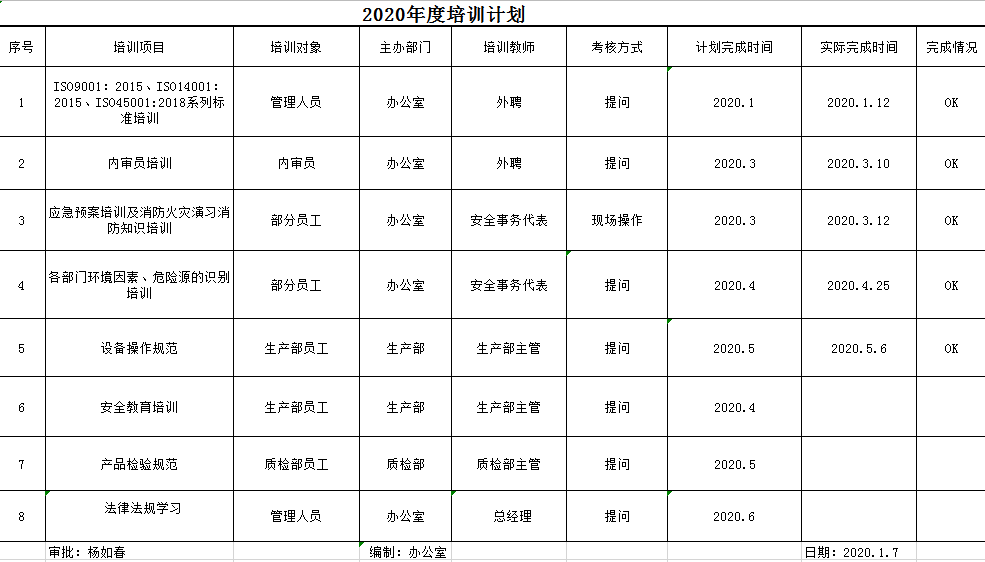 2020年度培训计划
序号 培训项目 培训对象 主办部门 培训教师 考核方式 计划完成时间 实际完成时间 完成情况
1 ISO9001：2015、ISO14001：2015、ISO45001:2018系列标准培训 管理人员 办公室 外聘 提问 2020.1 2020.1.12 OK
2 内审员培训 内审员 办公室 外聘 提问 2020.3 2020.3.10 OK
3 应急预案培训及消防火灾演习消防知识培训 部分员工 办公室 安全事务代表 现场操作 2020.3 2020.3.12 OK
4 各部门环境因素、危险源的识别培训 部分员工 办公室 安全事务代表 提问 2020.4 2020.4.25 OK
5 设备操作规范 生产部员工 生产部 生产部主管 提问 2020.5 2020.5.6 OK
6 安全教育培训 生产部员工 生产部 生产部主管 提问 2020.4
7 产品检验规范 质检部员工 质检部 质检部主管 提问 2020.5
8 法律法规学习 管理人员 办公室 总经理 提问 2020.6
审批：杨如春 编制：办公室 日期：2020.1.7